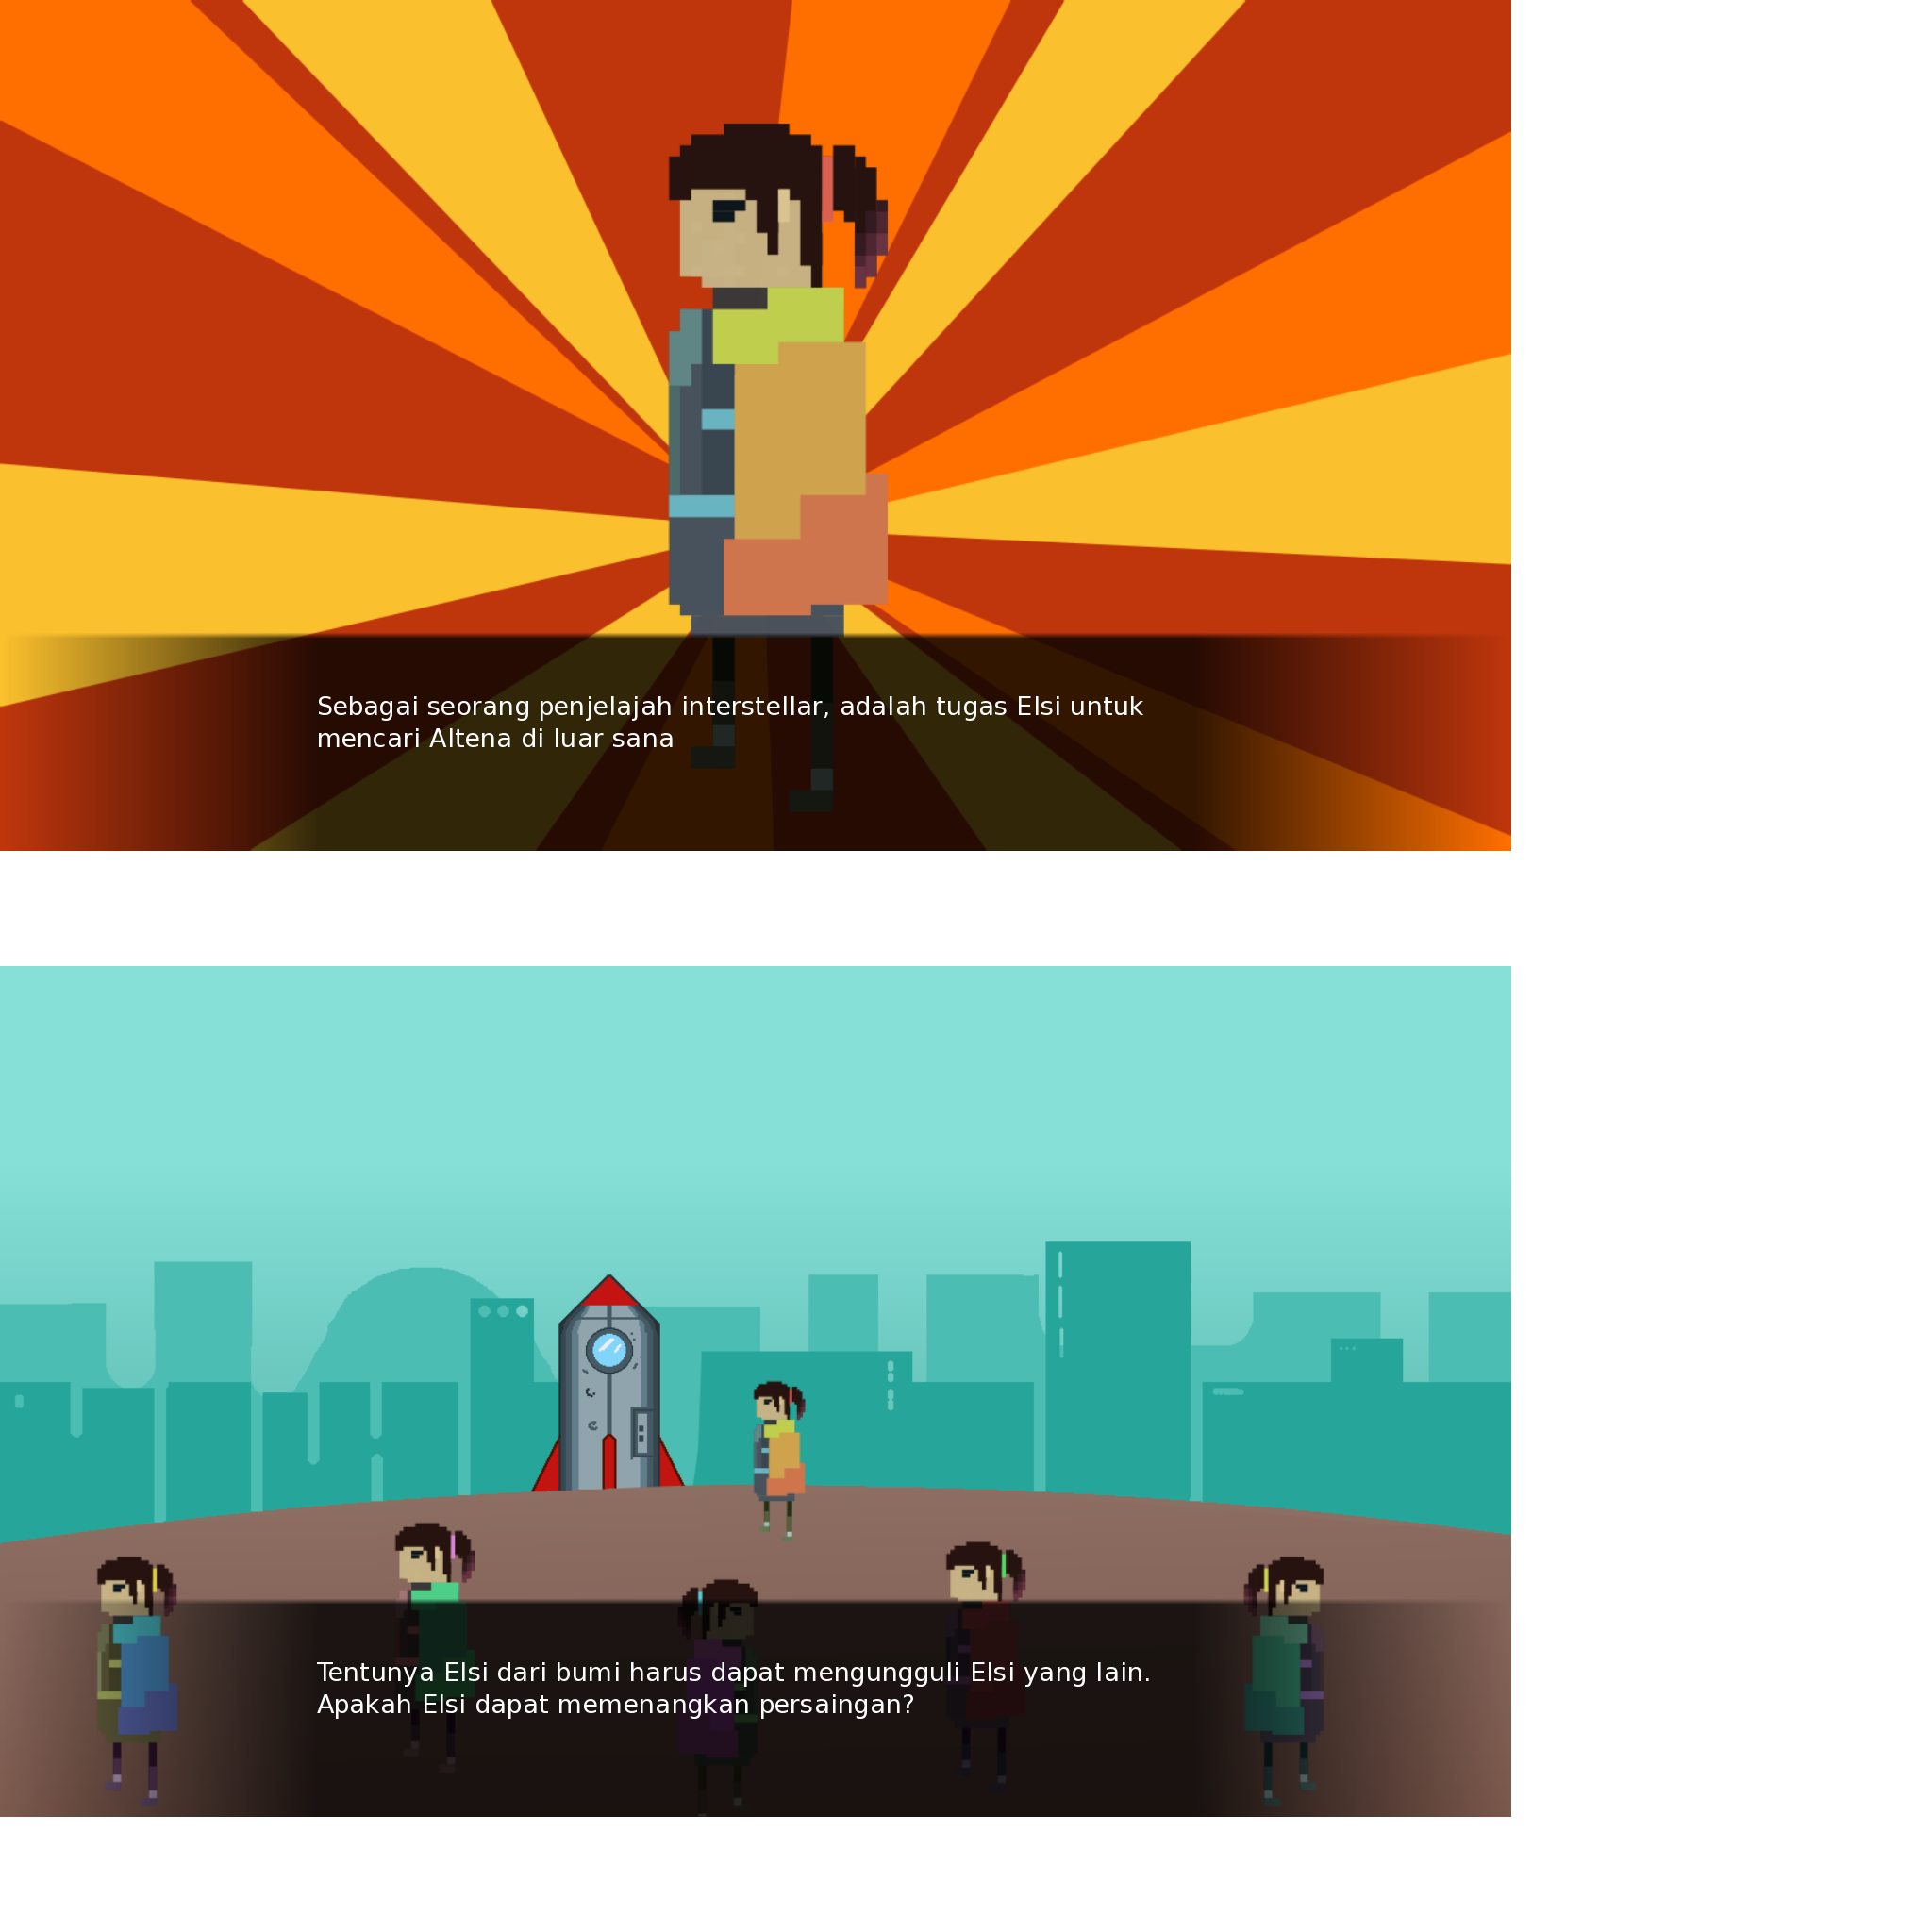 Sebagai seorang penjelajah interstellar, adalah tugas Elsi untuk
mencari Altena di luar sana
Tentunya Elsi dari bumi harus dapat mengungguli Elsi yang lain.
Apakah Elsi dapat memenangkan persaingan?